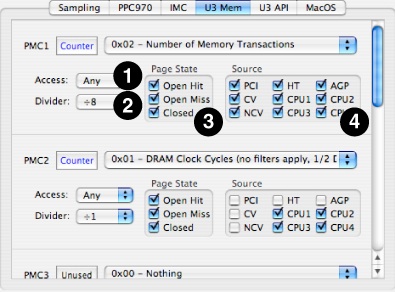 Sampling PPC970 IMC U3 Mem U3 API MacOS
PMC1 Counter 0x02 – Number of Memory Transactions
Page State Source
Access: Any 1 Open Hit PCI HT AGP
Divider: ÷8 2 Open Miss CV CPU1 CPU2
Closed 3 NCV CPU3 4
PMC2 Counter 0x01 – DRAM Clock Cycles (no filters apply, 1/2 D
Page State Source
Access: Any Open Hit PCI HT AGP
Divider: ÷1 Open Miss CV CPU1 CPU2
Closed NCV CPU3 CPU4
PMC3 Unused 0x00 – Nothing